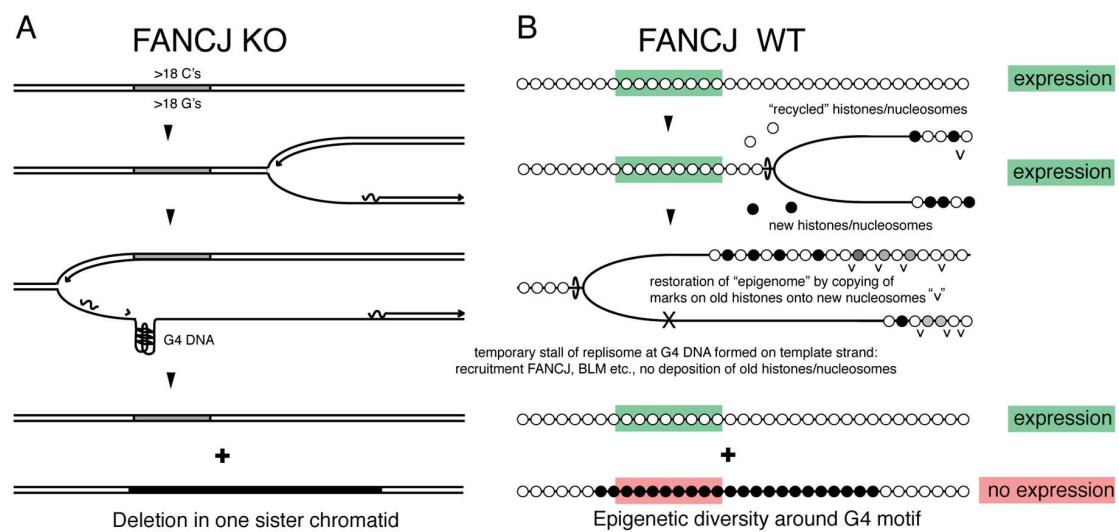 A
FANCJ KO
>18 C's
>18 G's
G4 DNA
+
Deletion in one sister chromatid
B
FANCJ WT
expression
"recycled" histones/nucleosomes
v
expression
new histones/nucleosomes
v v v v
restoration of "epigenome" by copying of
marks on old histones onto new nucleosomes "v"
X
v v v
temporary stall of replisome at G4 DNA formed on template strand:
recruitment FANCJ, BLM etc., no deposition of old histones/nucleosomes
expression
+
no expression
Epigenetic diversity around G4 motif